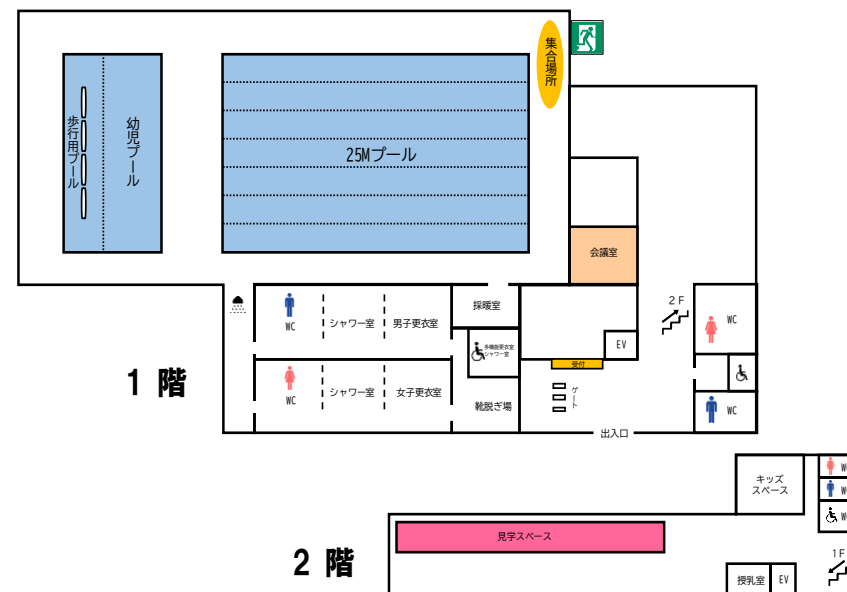 集合場所
歩行用プール
幼児プール
25Mプール
会議室
2F
WC
採暖室
シャワー室
男子更衣室
WC
多機能更衣室
シャワー室
EV
受付
1階
WC
シャワー室
女子更衣室
靴脱ぎ場
ゲート
WC
出入口
キッズ
スペース
WC
WC
WC
見学スペース
2階
1F
授乳室
EV